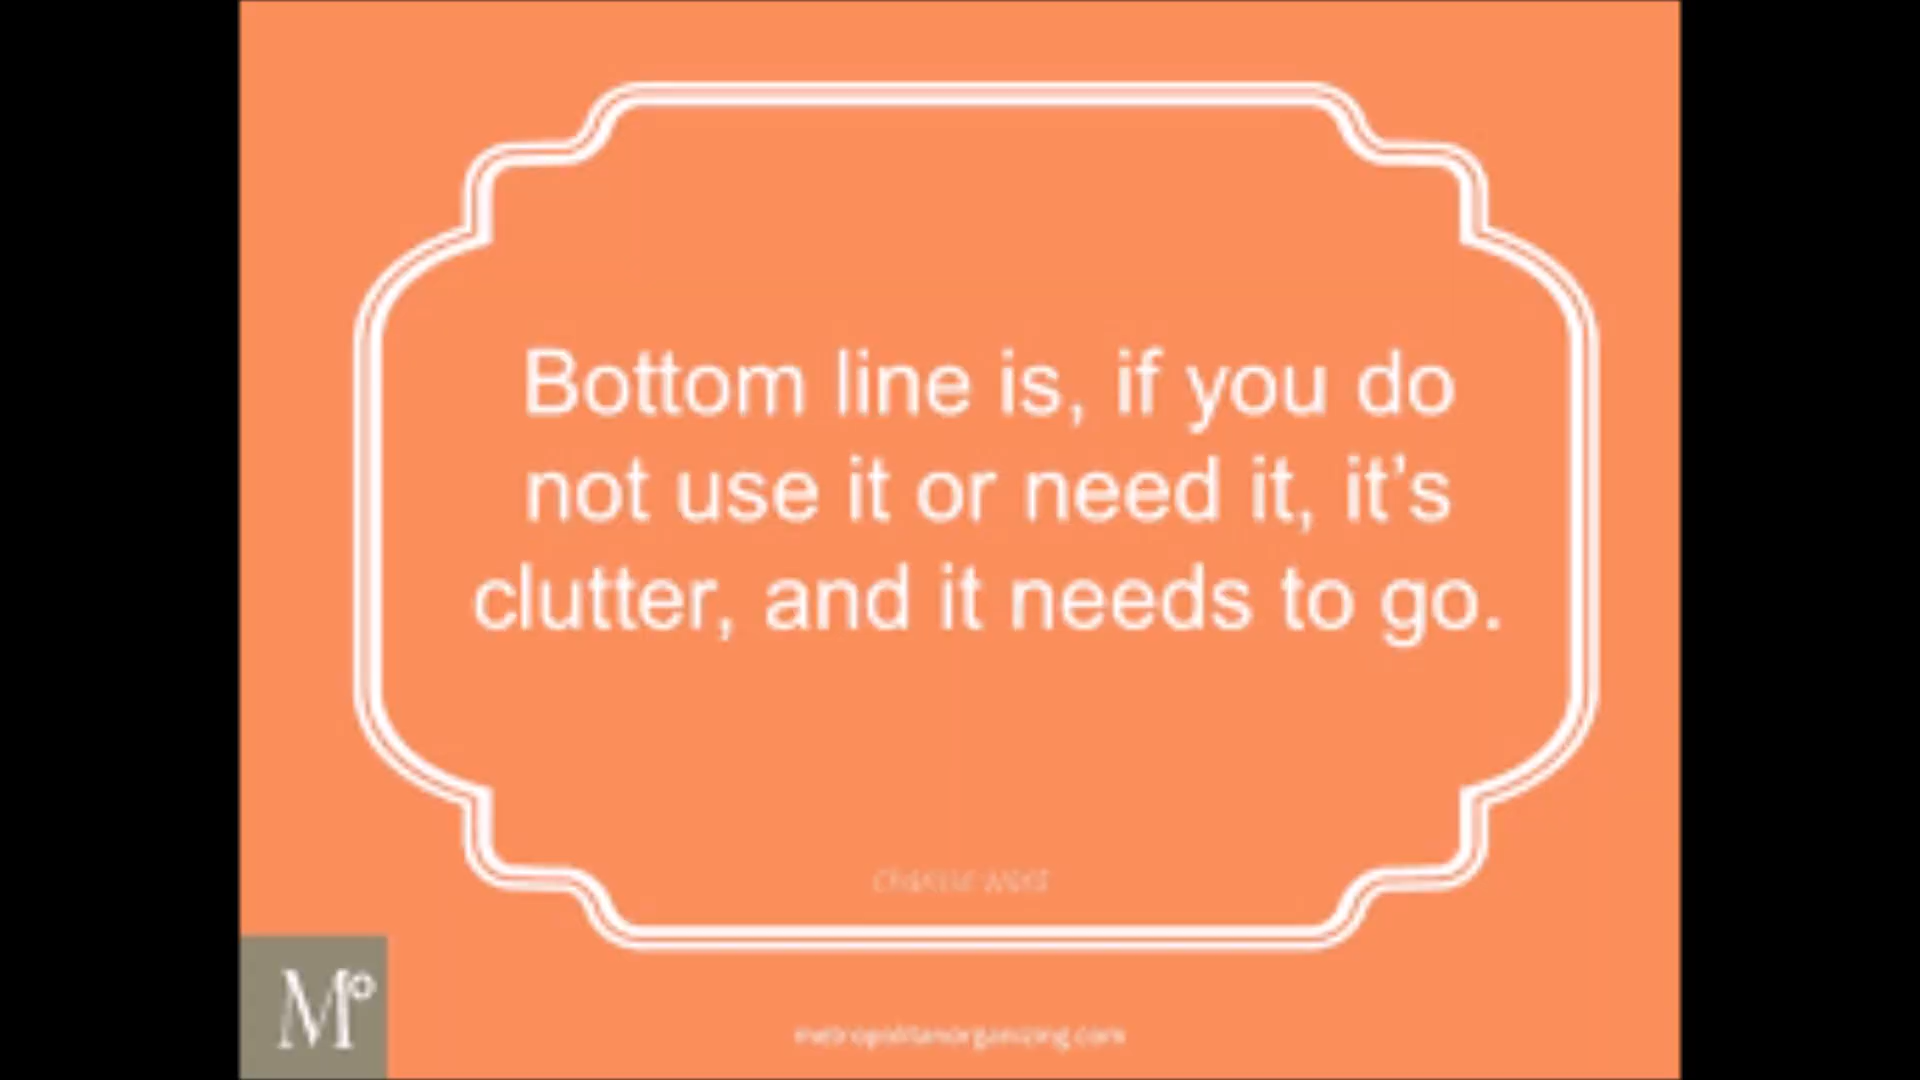 Bottom line is, if you do
not use it or need it, it’s
clutter, and it needs to go.
M°
metropolitanorganizing.com